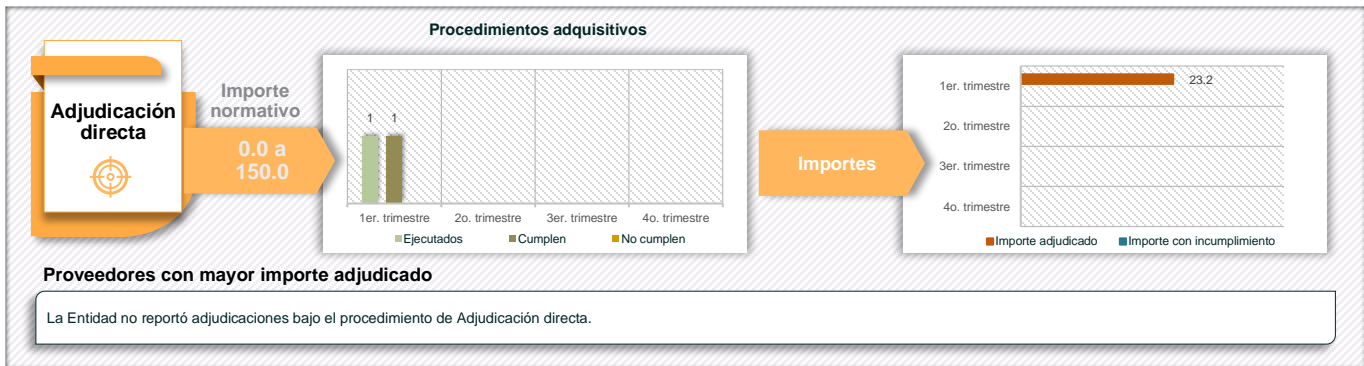 Procedimientos adquisitivos
Adjudicación
directa
Importe
normativo
0.0 a
150.0
1 1
1er. trimestre 2o. trimestre 3er. trimestre 4o. trimestre
Ejecutados Cumplen No cumplen
Importes
1er. trimestre 23.2
2o. trimestre
3er. trimestre
4o. trimestre
Importe adjudicado Importe con incumplimiento
Proveedores con mayor importe adjudicado
La Entidad no reportó adjudicaciones bajo el procedimiento de Adjudicación directa.